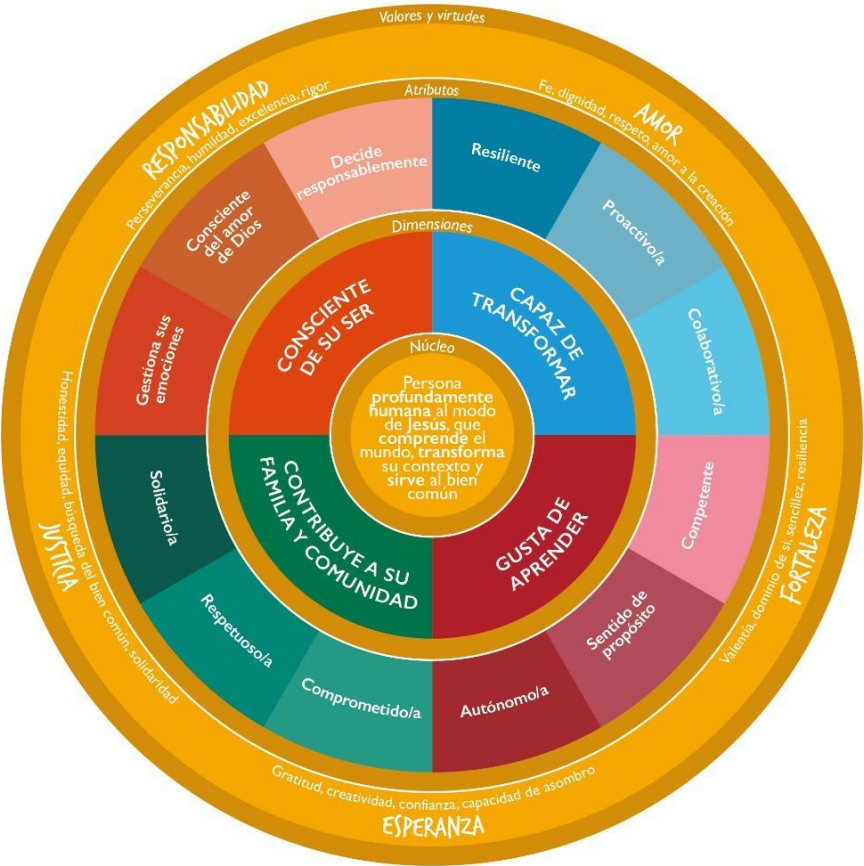 Valores y virtudes
RESPONSABILIDAD
Perseverancia, humildad, excelencia, rigor
AMOR
Fe, dignidad, respeto, amor a la creación
FORTALEZA
Valentía, dominio de si, sencillez, resiliencia
ESPERANZA
Gratitud, creatividad, confianza, capacidad de asombro
JUSTICIA
Honestidad, equidad, búsqueda del bien común, solidaridad
Atributos
Decide
responsablemente
Resiliente
Proactivo/a
Colaborativo/a
Competente
Sentido de
propósito
Autónomo/a
Comprometido/a
Respetuoso/a
Solidario/a
Gestiona sus
emociones
Consciente
del amor
de Dios
Dimensiones
CONSCIENTE
DE SU SER
CAPAZ DE
TRANSFORMAR
GUSTA DE
APRENDER
CONTRIBUYE A SU
FAMILIA Y COMUNIDAD
Núcleo
Persona
profundamente
humana al modo
de Jesús, que
comprende el
mundo, transforma
su contexto y
sirve al bien
común